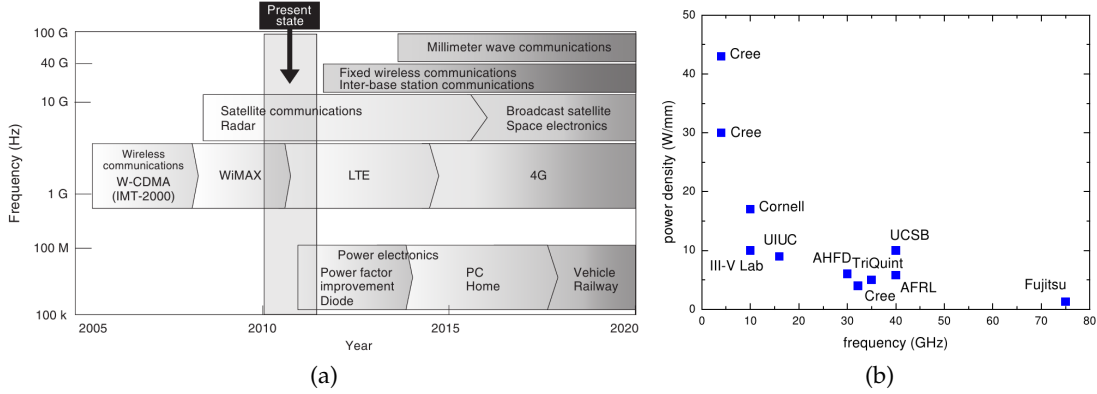 Present
state
100 G
40 G
10 G
1 G
100 M
100 k
Frequency (Hz)
Millimeter wave communications
Fixed wireless communications
Inter-base station communications
Satellite communications
Radar
Broadcast satellite
Space electronics
Wireless
communications
W-CDMA
(IMT-2000)
WiMAX
LTE
4G
Power electronics
Power factor
improvement
Diode
PC
Home
Vehicle
Railway
2005
2010
2015
2020
Year
(a)
power density (W/mm)
50
40
30
20
10
0
Cree
Cree
Cornell
III-V Lab
UIUC
AHFD
TriQuint
Cree
UCSB
AFRL
Fujitsu
0 10 20 30 40 50 60 70 80
frequency (GHz)
(b)